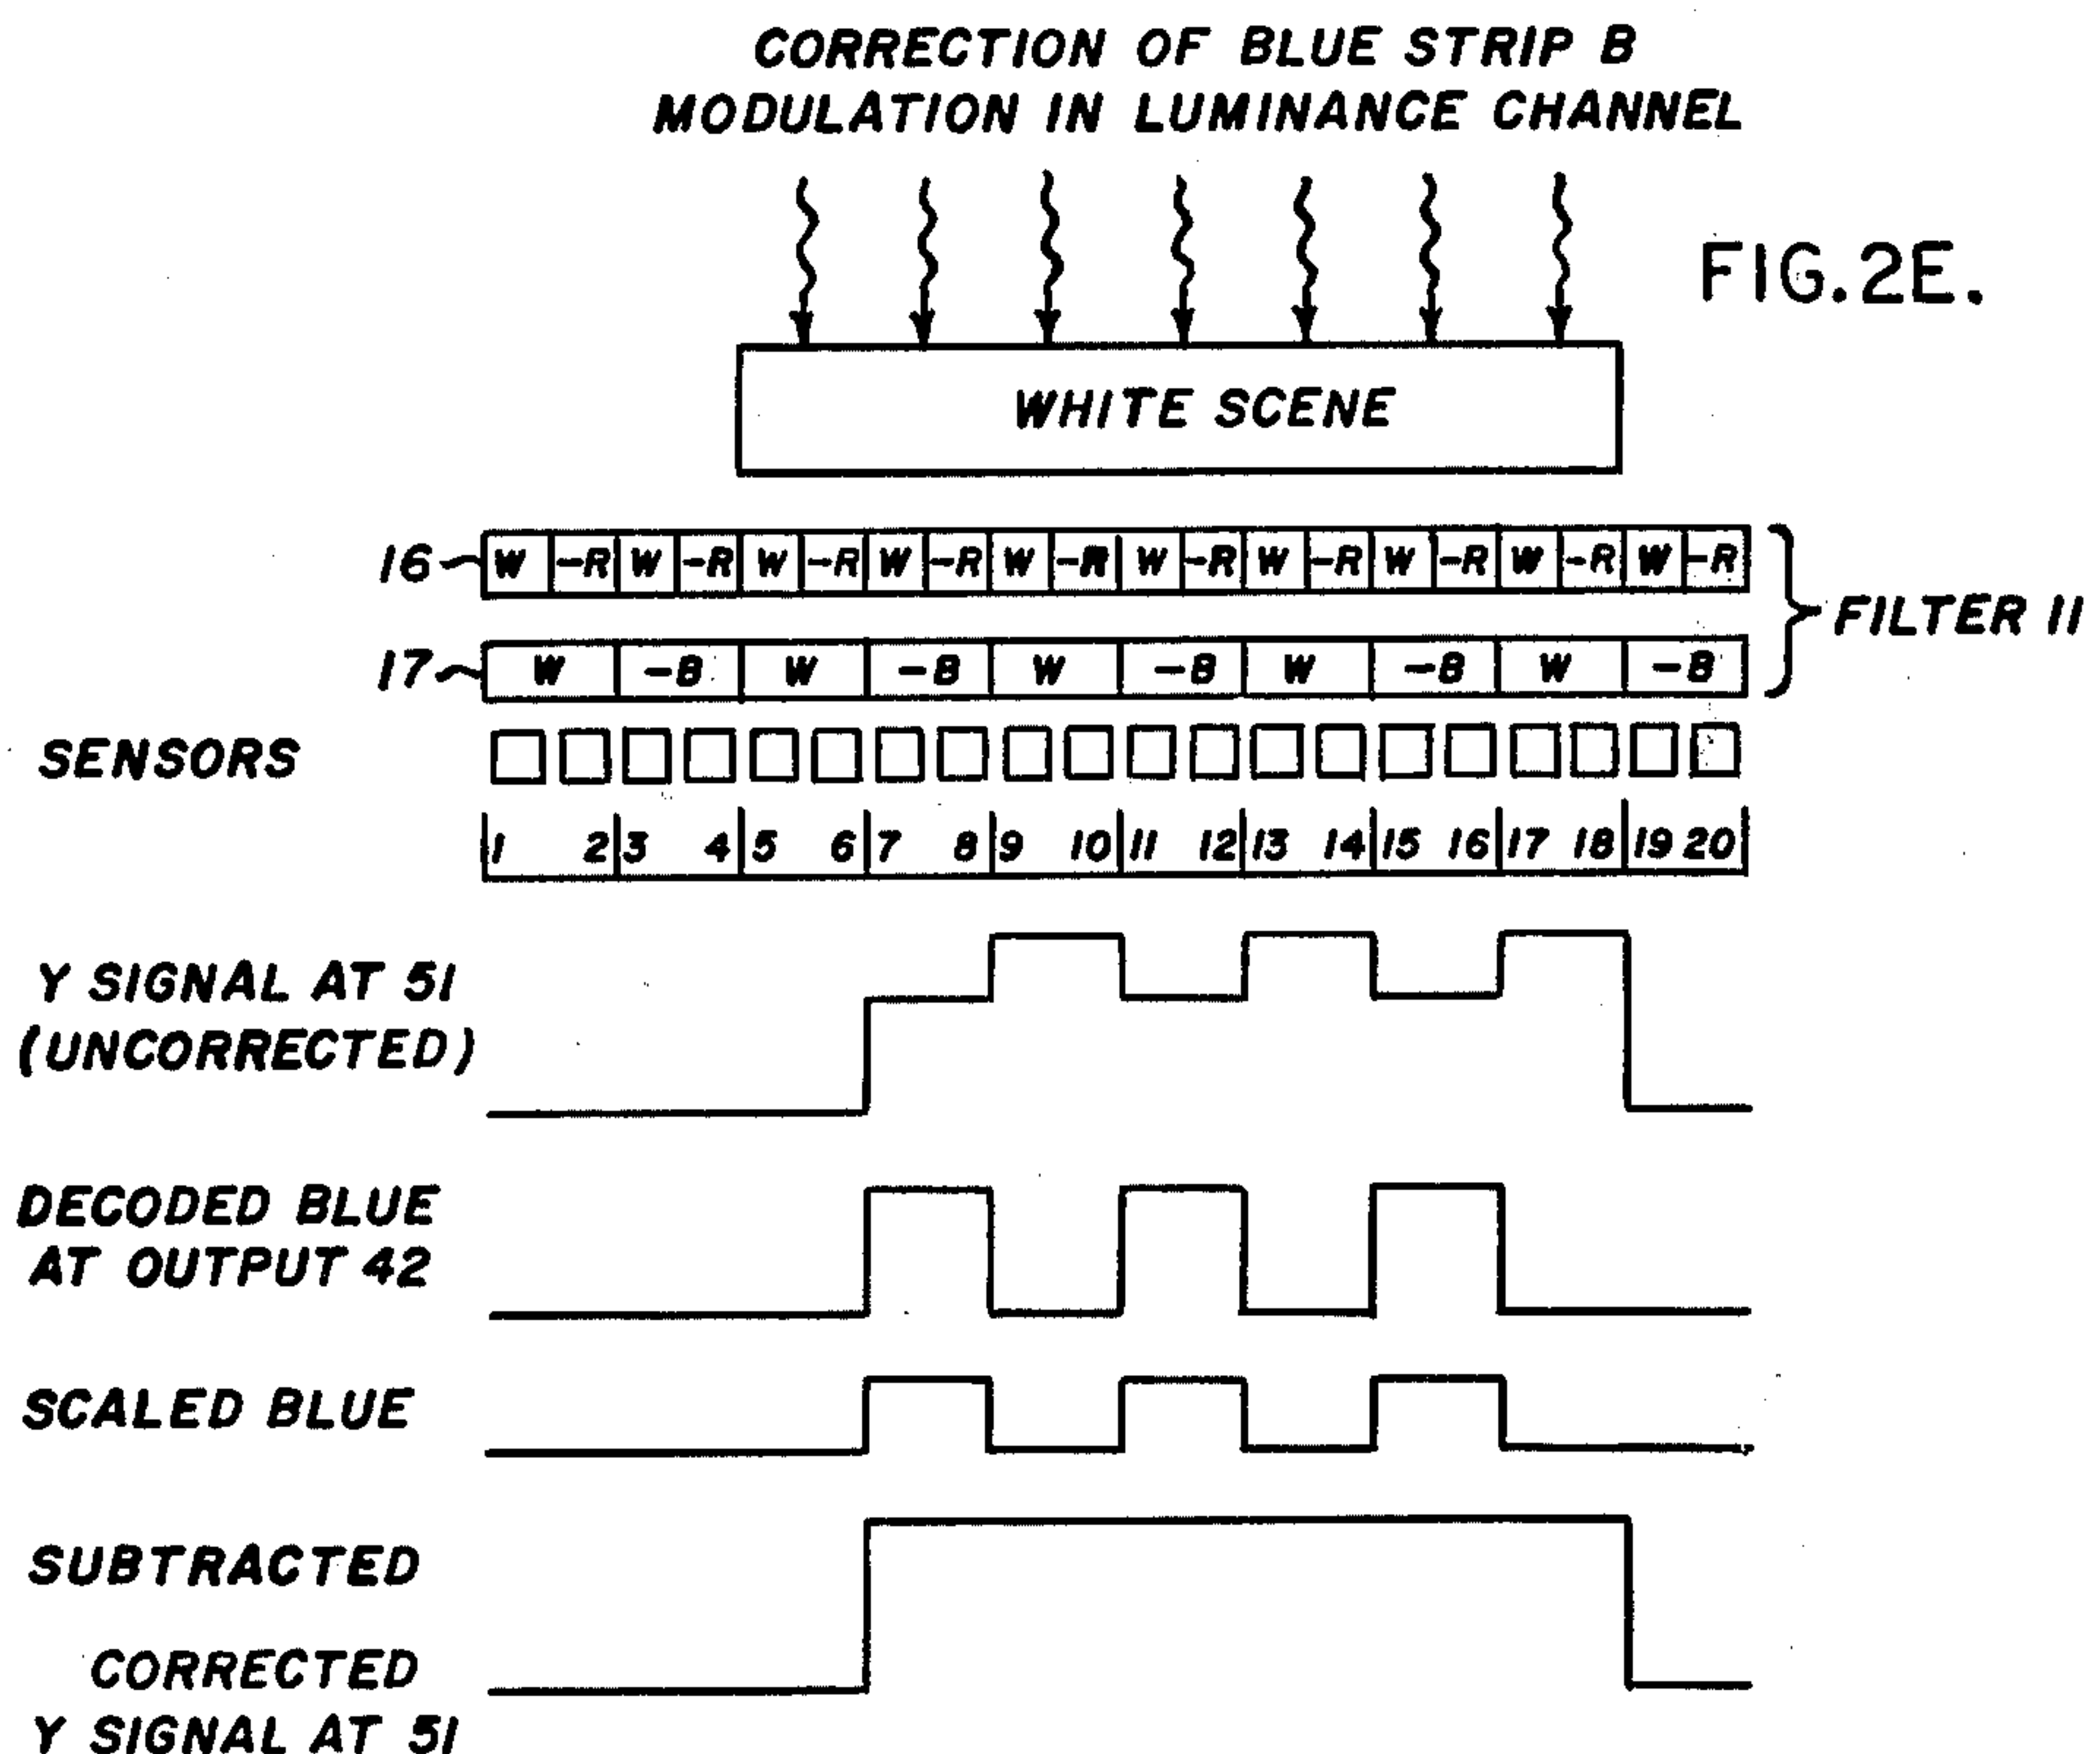 CORRECTION OF BLUE STRIP B
MODULATION IN LUMINANCE CHANNEL
FIG. 2E.
WHITE SCENE
16 W -R W -R W -R W -R W -R W -R W -R W -R W -R W -R
FILTER 11
17 W -B W -B W -B W -B W -B
SENSORS
1 2 3 4 5 6 7 8 9 10 11 12 13 14 15 16 17 18 19 20
Y SIGNAL AT 51
(UNCORRECTED)
DECODED BLUE
AT OUTPUT 42
SCALED BLUE
SUBTRACTED
CORRECTED
Y SIGNAL AT 51